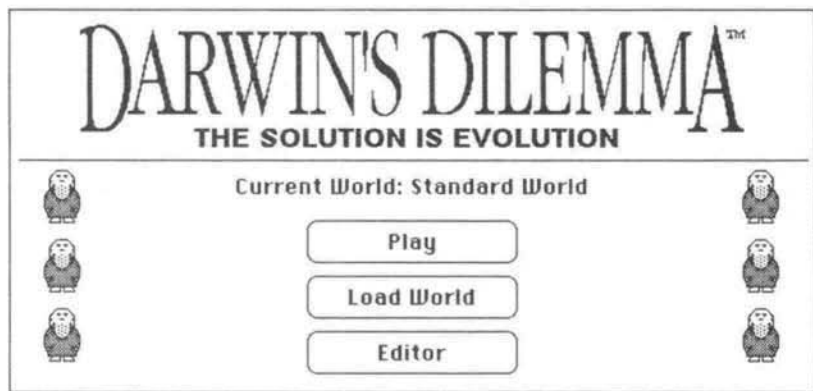 DARWIN'S DILEMMA™
THE SOLUTION IS EVOLUTION
Current World: Standard World
Play
Load World
Editor